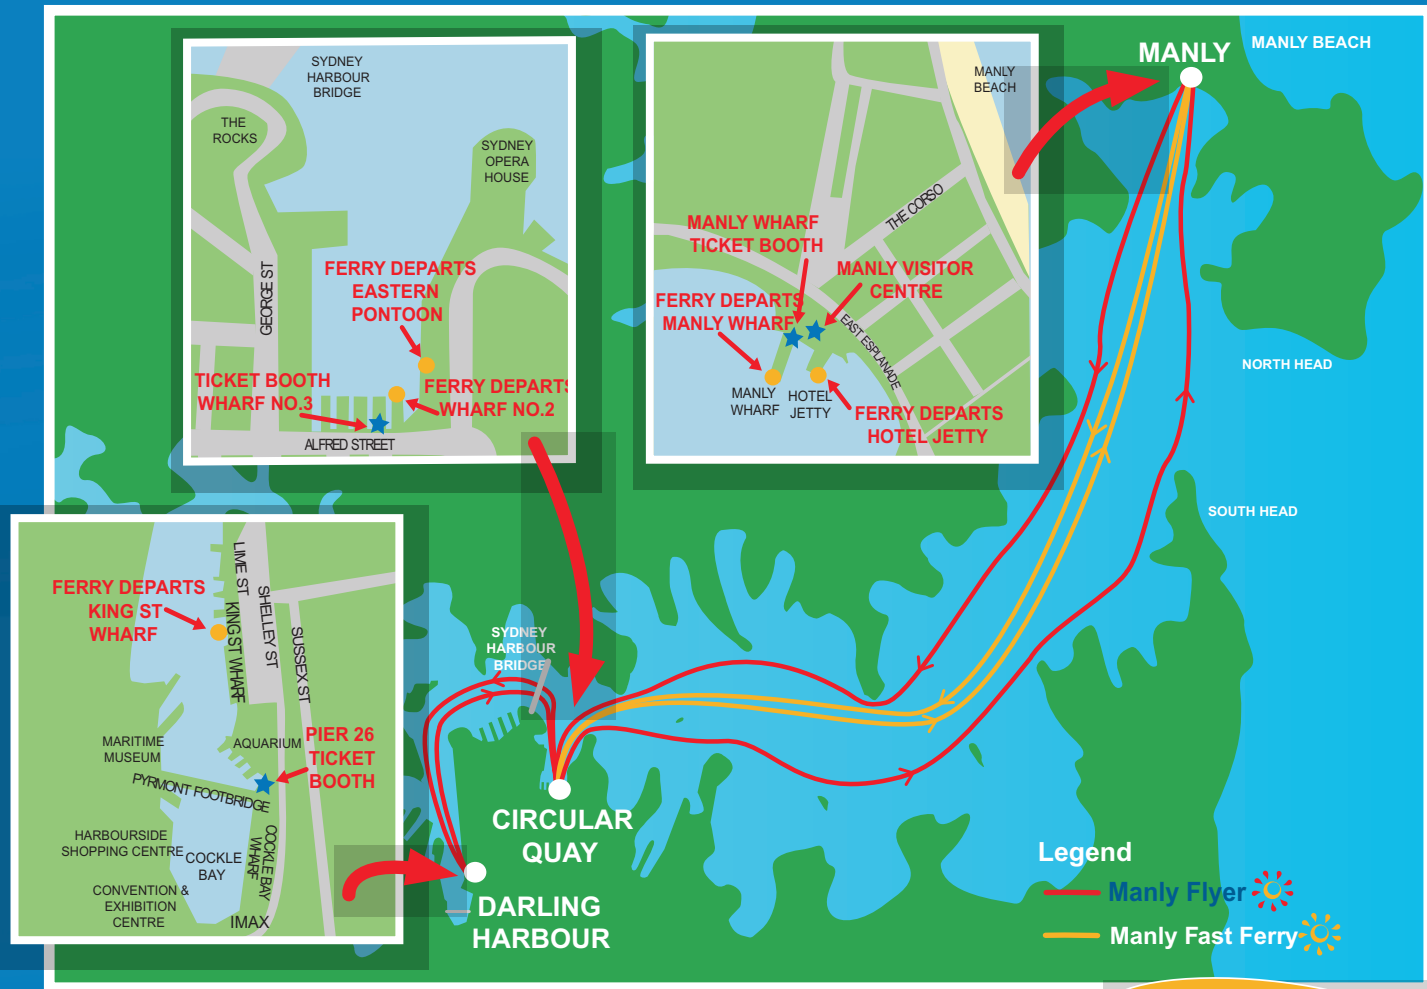 MANLY
MANLY BEACH
SYDNEY
HARBOUR
BRIDGE
THE
ROCKS
SYDNEY
OPERA
HOUSE
GEORGE ST
FERRY DEPARTS
EASTERN
PONTOON
TICKET BOOTH
WHARF NO.3
FERRY DEPARTS
WHARF NO.2
ALFRED STREET
MANLY
BEACH
THE CORSO
MANLY WHARF
TICKET BOOTH
MANLY VISITOR
CENTRE
FERRY DEPARTS
MANLY WHARF
EAST ESPLANADE
MANLY
WHARF
HOTEL
JETTY
FERRY DEPARTS
HOTEL JETTY
NORTH HEAD
SOUTH HEAD
FERRY DEPARTS
KING ST
WHARF
LIME ST
KING ST WHARF
SHELLEY ST
SUSSEX ST
MARITIME
MUSEUM
AQUARIUM
PIER 26
TICKET
BOOTH
PYRMONT FOOTBRIDGE
HARBOURSIDE
SHOPPING CENTRE
COCKLE
BAY
COCKLE BAY
WHARF
CONVENTION &
EXHIBITION
CENTRE
IMAX
SYDNEY
HARBOUR
BRIDGE
CIRCULAR
QUAY
DARLING
HARBOUR
Legend
Manly Flyer
Manly Fast Ferry